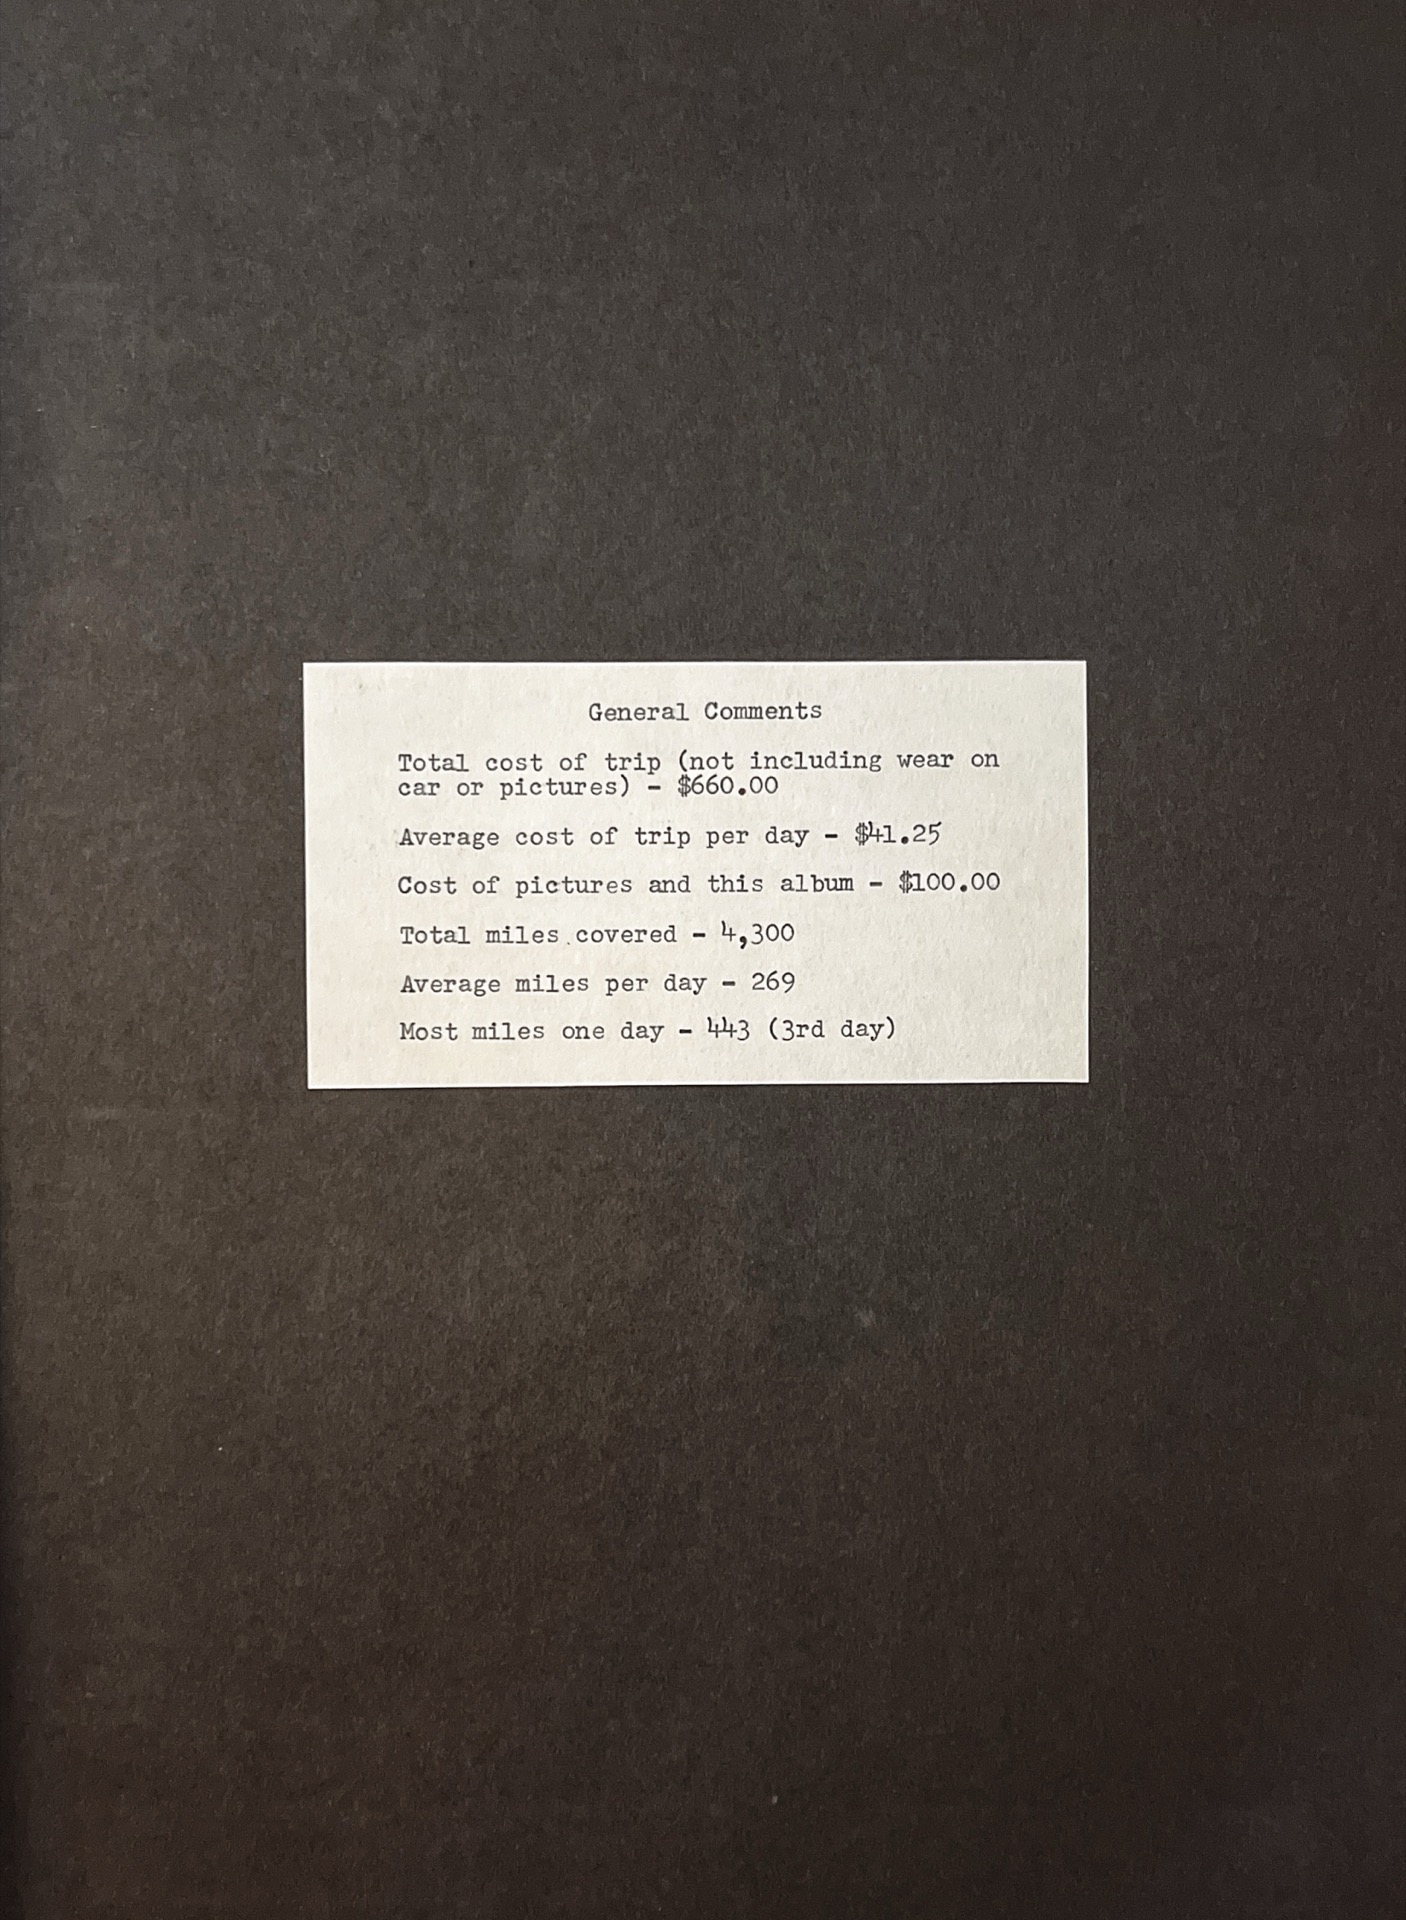 General Comments
Total cost of trip (not including wear on
car or pictures) - $660.00
Average cost of trip per day - $41.25
Cost of pictures and this album - $100.00
Total miles covered - 4,300
Average miles per day - 269
Most miles one day - 443 (3rd day)